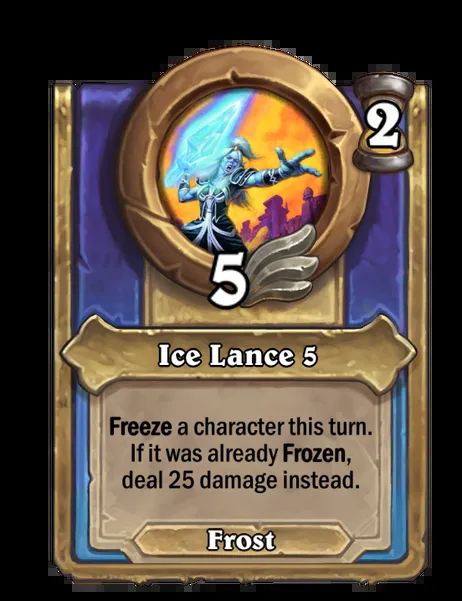 2
5
Ice Lance 5
Freeze a character this turn.
If it was already Frozen,
deal 25 damage instead.
Frost